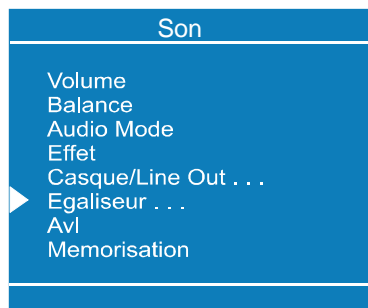 Son
Volume
Balance
Audio Mode
Effet
Casque/Line Out . . .
Egaliseur . . .
Avl
Memorisation